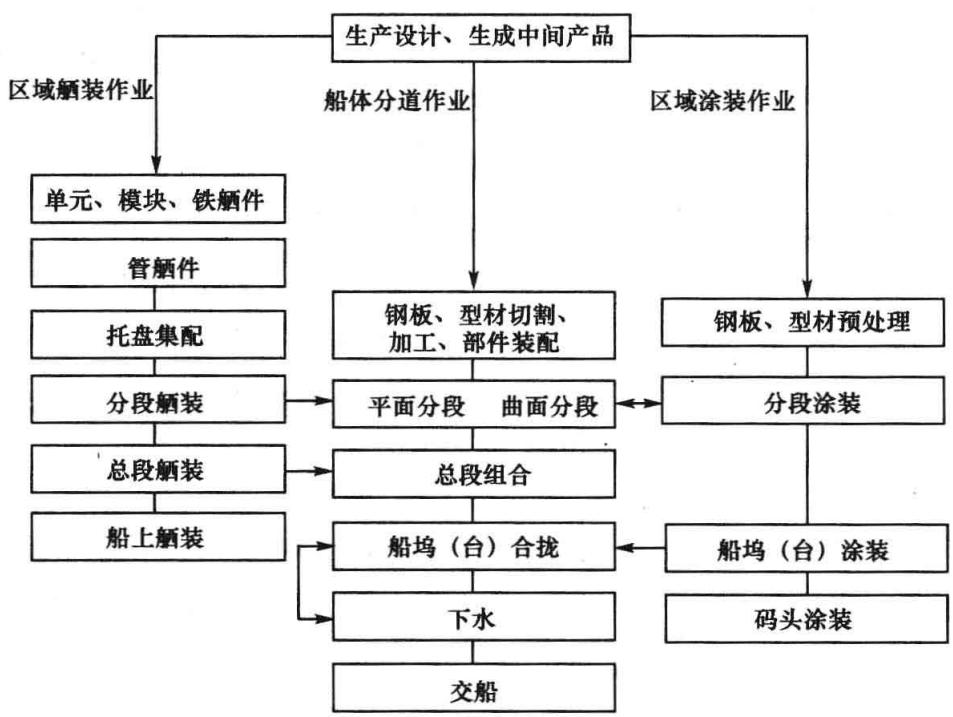 生产设计、生成中间产品
区域舾装作业
船体分道作业
区域涂装作业
单元、模块、铁舾件
管舾件
托盘集配
分段舾装
总段舾装
船上舾装
钢板、型材切割、
加工、部件装配
平面分段 曲面分段
总段组合
船坞（台）合拢
下水
交船
钢板、型材预处理
分段涂装
船坞（台）涂装
码头涂装